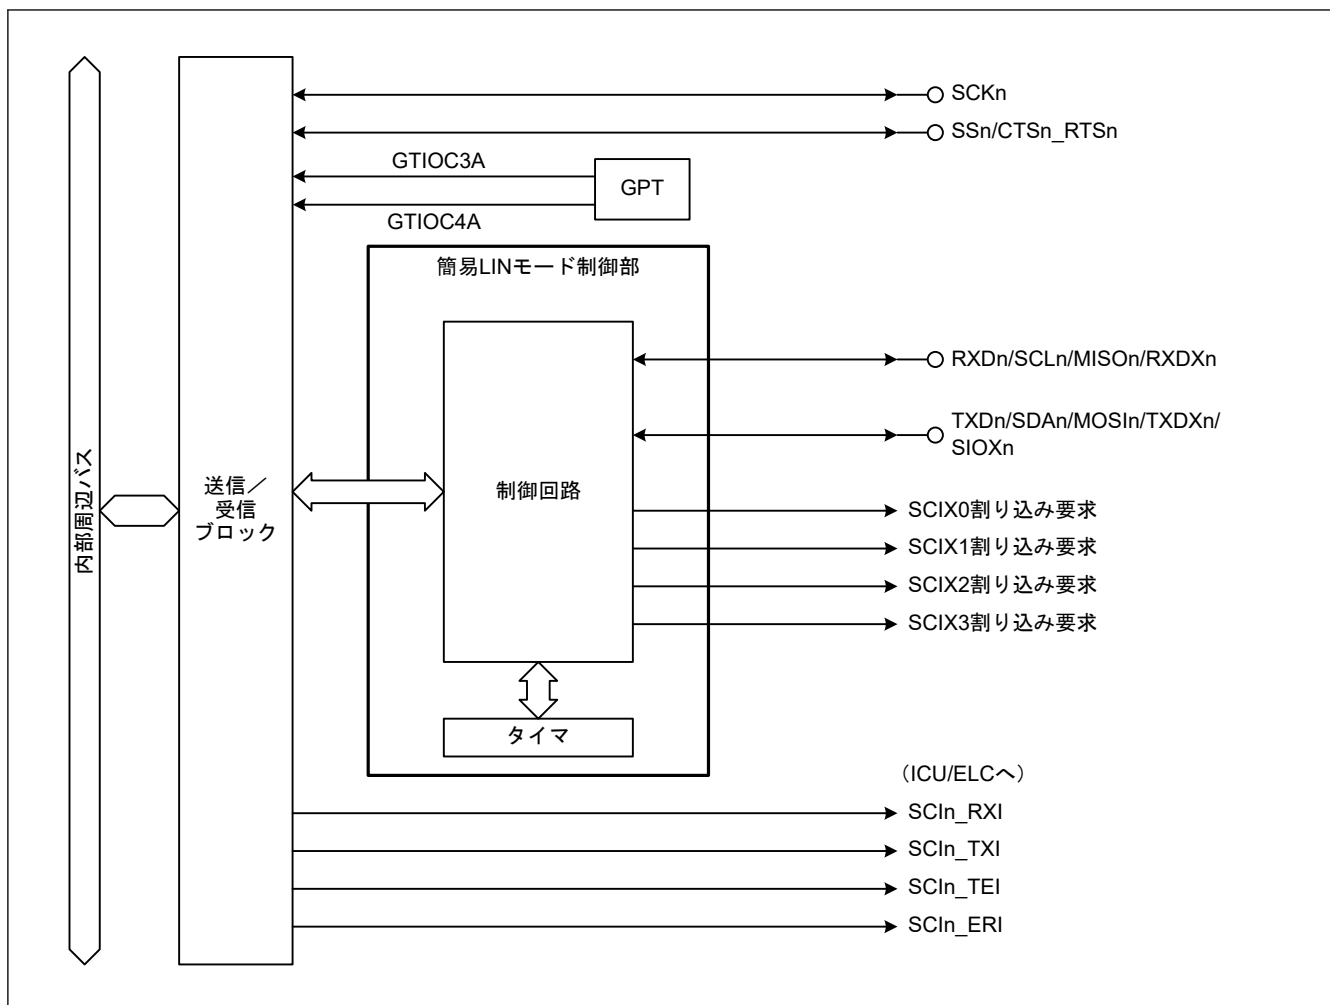 SCKn
SSn/CTSn_RTSn
GTIOC3A
GPT
GTIOC4A
簡易LINモード制御部
RXDn/SCLn/MISOn/RXDXn
TXDn/SDAn/MOSIn/TXDXn/
SIOXn
内部周辺バス
送信／
受信
ブロック
制御回路
SCIX0割り込み要求
SCIX1割り込み要求
SCIX2割り込み要求
SCIX3割り込み要求
タイマ
（ICU/ELCへ）
SCIn_RXI
SCIn_TXI
SCIn_TEI
SCIn_ERI